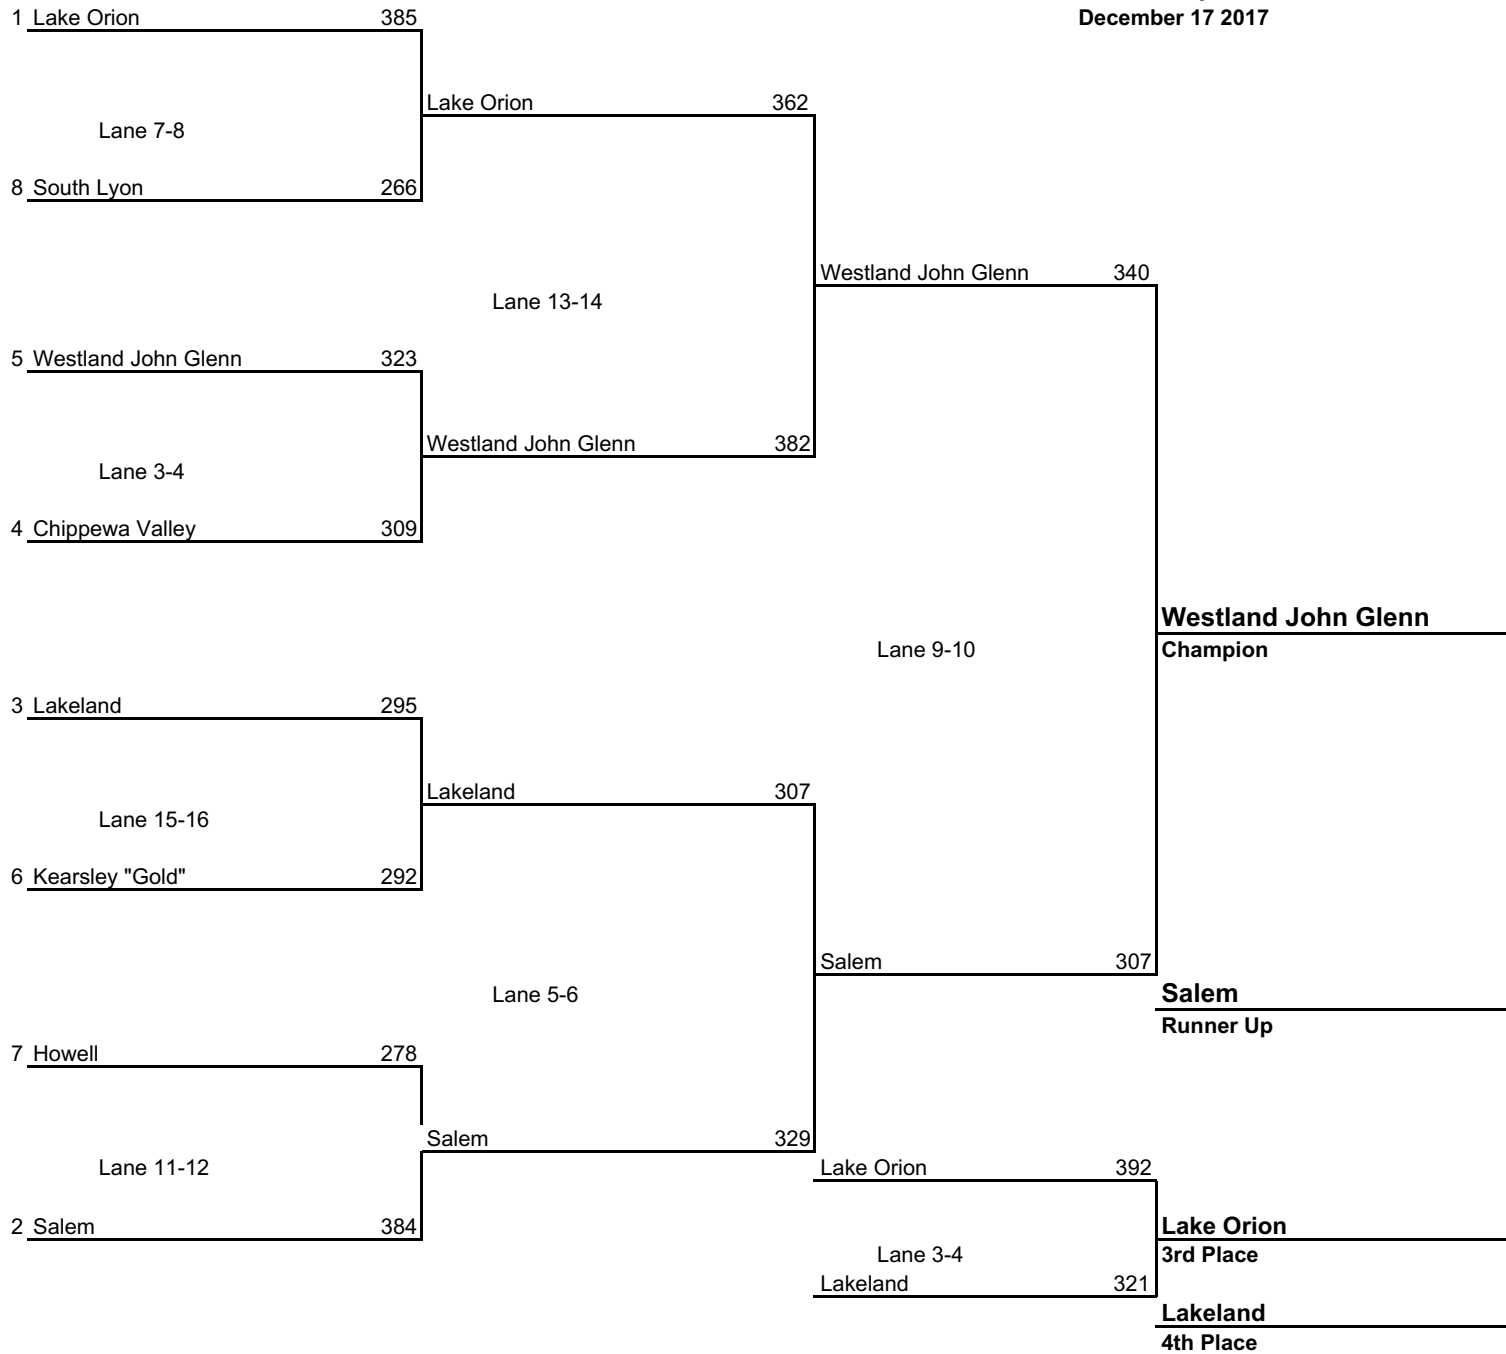 December 17 2017
1 Lake Orion 385
Lake Orion 362
Lane 7-8
8 South Lyon 266
Westland John Glenn 340
Lane 13-14
5 Westland John Glenn 323
Westland John Glenn 382
Lane 3-4
4 Chippewa Valley 309
Westland John Glenn
Lane 9-10
Champion
3 Lakeland 295
Lakeland 307
Lane 15-16
6 Kearsley "Gold" 292
Salem 307
Lane 5-6
Salem
Runner Up
7 Howell 278
Salem 329
Lane 11-12
Lake Orion 392
2 Salem 384
Lake Orion
Lane 3-4
3rd Place
Lakeland 321
Lakeland
4th Place